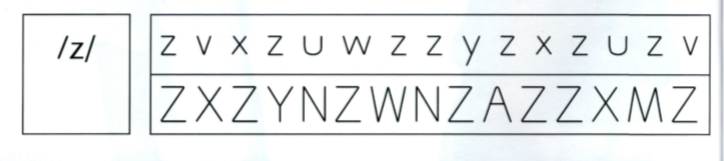 /z/
z v x z u w z z y z x z u z v
ZXZYNZWNZAZZXMZ